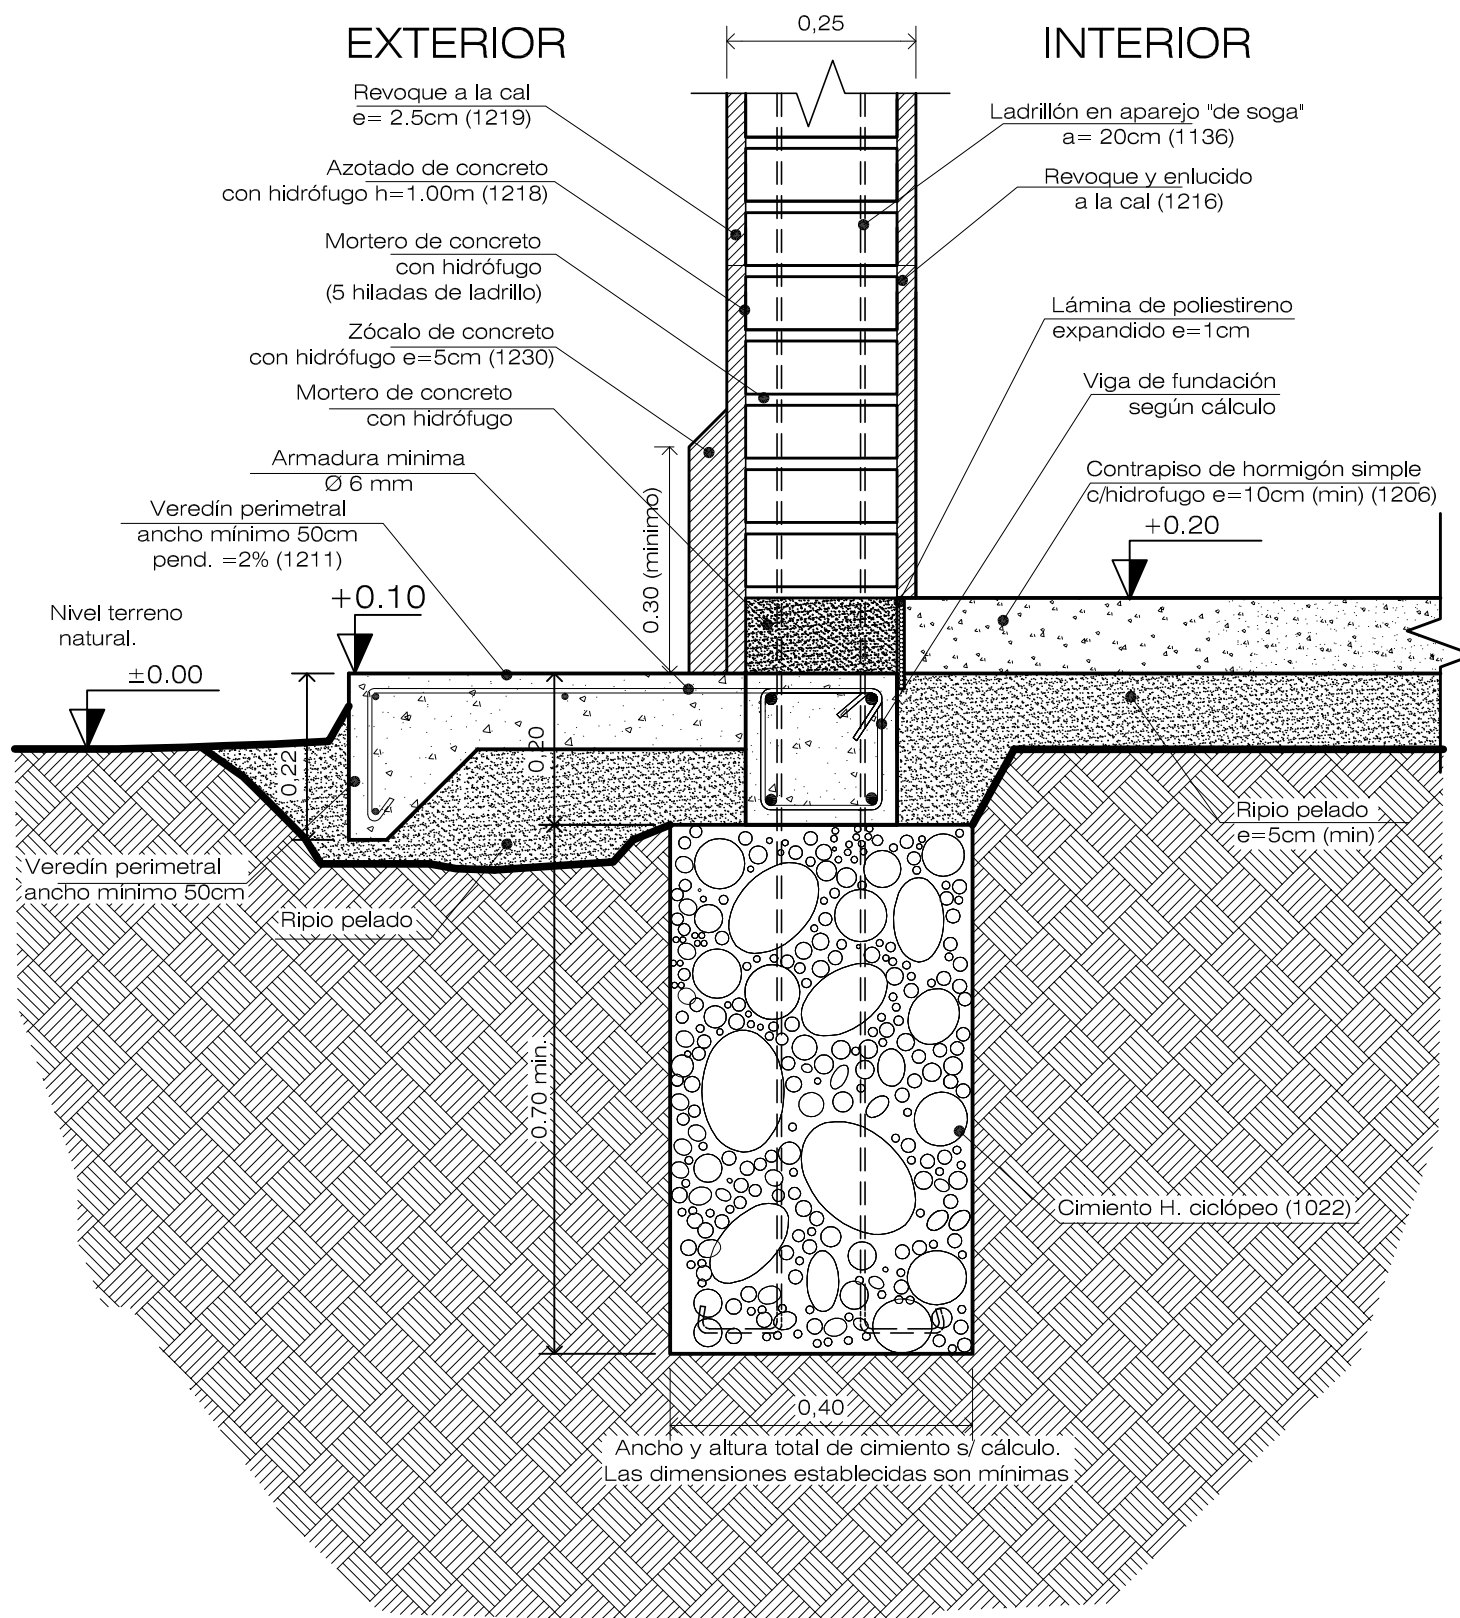 0,25
EXTERIOR
INTERIOR
Revoque a la cal
e= 2.5cm (1219)
Azotado de concreto
con hidrófugo h=1.00m (1218)
Mortero de concreto
con hidrófugo
(5 hiladas de ladrillo)
Zócalo de concreto
con hidrófugo e=5cm (1230)
Mortero de concreto
con hidrófugo
Armadura minima
Ø 6 mm
Veredín perimetral
ancho mínimo 50cm
pend. =2% (1211)
Nivel terreno
natural.
±0.00
+0.10
0.30 (minimo)
Ladrillón en aparejo "de soga"
a= 20cm (1136)
Revoque y enlucido
a la cal (1216)
Lámina de poliestireno
expandido e=1cm
Viga de fundación
según cálculo
Contrapiso de hormigón simple
c/hidrofugo e=10cm (min) (1206)
+0.20
0,22
0,20
Ripio pelado
e=5cm (min)
Veredín perimetral
ancho mínimo 50cm
Ripio pelado
0.70 min.
Cimiento H. ciclópeo (1022)
0,40
Ancho y altura total de cimiento s/ cálculo.
Las dimensiones establecidas son mínimas